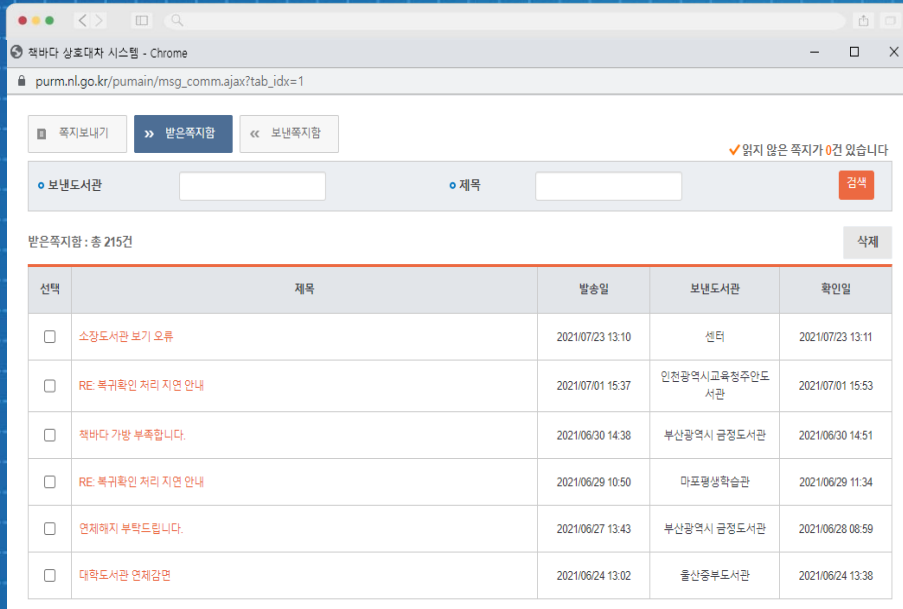 책바다 상호대차 시스템 - Chrome
purm.nl.go.kr/pumain/msg_comm.ajax?tab_idx=1
쪽지보내기 » 받은쪽지함 « 보낸쪽지함
읽지 않은 쪽지가 0건 있습니다
보낸도서관 제목 검색
받은쪽지함 : 총 215건 삭제
선택 제목 발송일 보낸도서관 확인일
소장도서관 보기 오류 2021/07/23 13:10 센터 2021/07/23 13:11
RE: 복귀확인 처리 지연 안내 2021/07/01 15:37 인천광역시교육청주안도
서관 2021/07/01 15:53
책바다 가방 부족합니다. 2021/06/30 14:38 부산광역시 금정도서관 2021/06/30 14:51
RE: 복귀확인 처리 지연 안내 2021/06/29 10:50 마포평생학습관 2021/06/29 11:34
연체해지 부탁드립니다. 2021/06/27 13:43 부산광역시 금정도서관 2021/06/28 08:59
대학도서관 연체감면 2021/06/24 13:02 울산중부도서관 2021/06/24 13:38